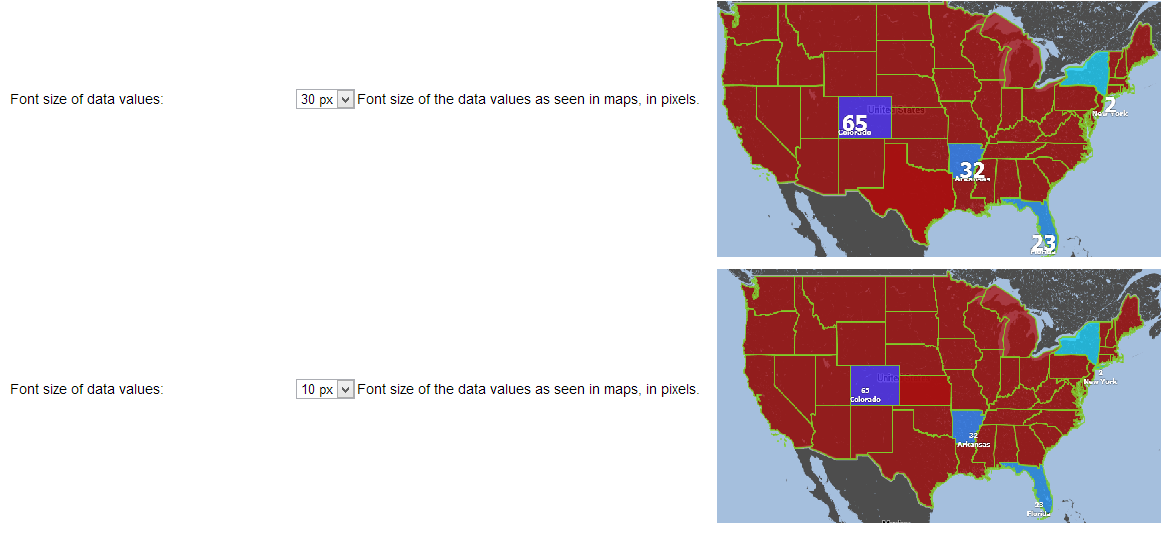 Font size of data values:
30 px
Font size of the data values as seen in maps, in pixels.
United States
65
Colorado
2
New York
32
Arkansas
23
Florida
Font size of data values:
10 px
Font size of the data values as seen in maps, in pixels.
65
Colorado
2
New York
32
Arkansas
23
Florida